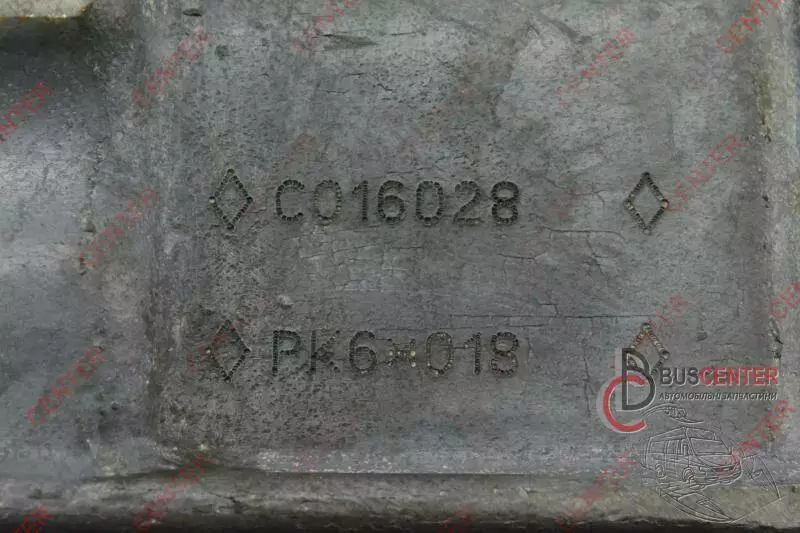 ◇ C016028 ◇
◇ PK6*018 ◇
BUSCENTER
АВТОМОБІЛЬНІ ЗАПЧАСТИНИ